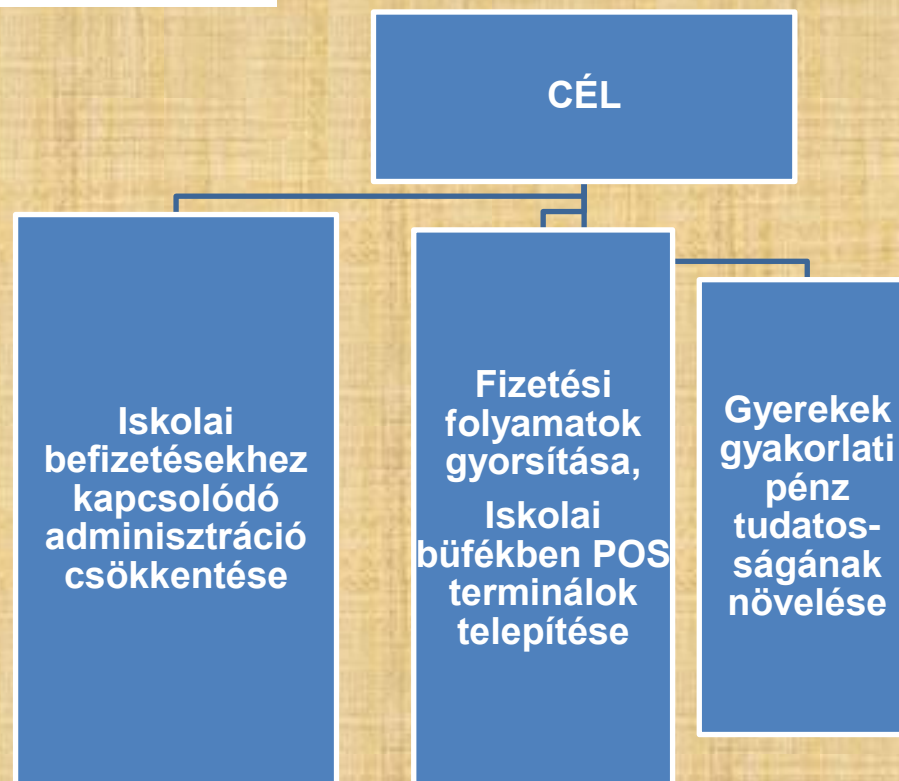 CÉL
Iskolai
befizetésekhez
kapcsolódó
adminisztráció
csökkentése
Fizetési
folyamatok
gyorsítása,
Iskolai
büfékben POS
terminálok
telepítése
Gyerekek
gyakorlati
pénz
tudatos-
ságának
növelése